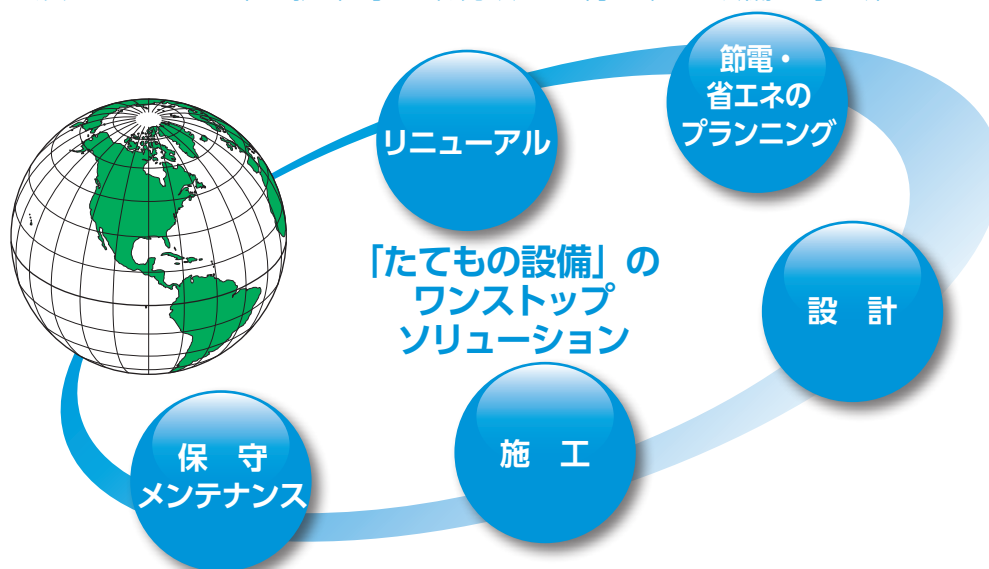 リニューアル
節電・
省エネの
プランニング
「たてもの設備」の
ワンストップ
ソリューション
設　計
施　工
保　守
メンテナンス